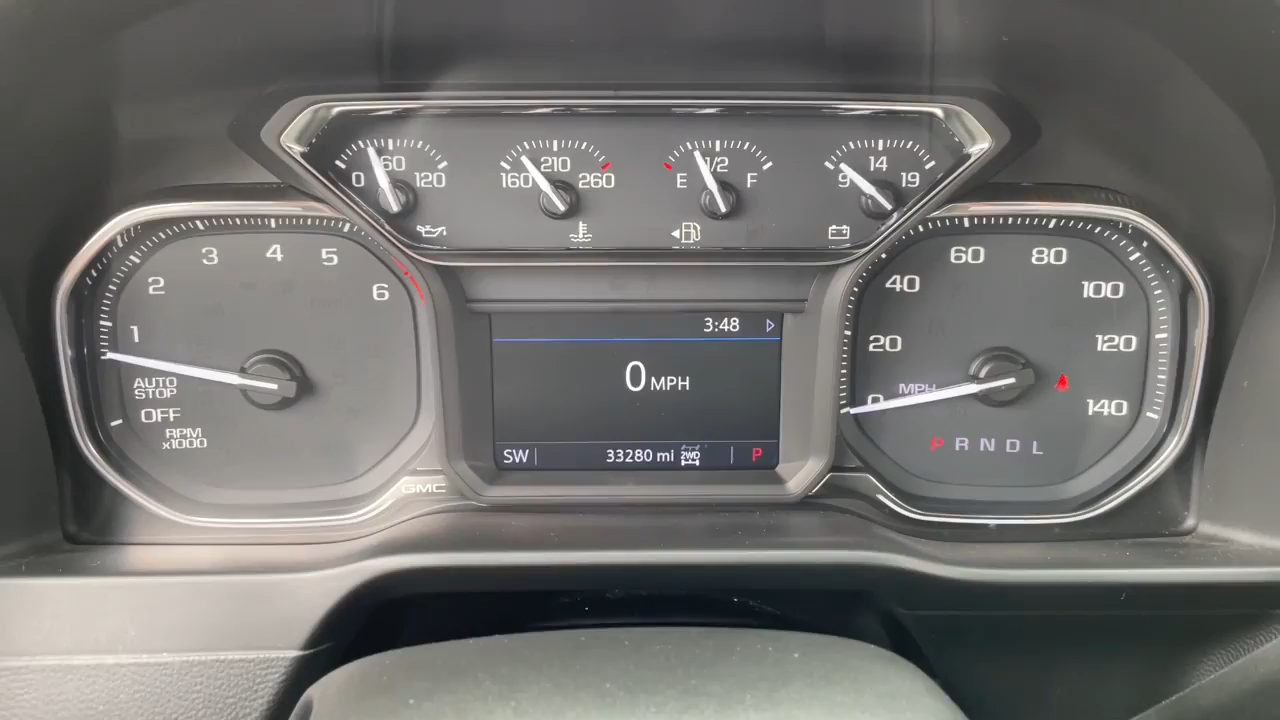 0 60 120
160 210 260
E 1/2 F
9 14 19
1 2 3 4 5 6
AUTO
STOP
OFF
RPM
x1000
GMC
3:48
0 MPH
SW 33280 mi 2WD P
0 20 40 60 80 100 120 140
MPH
P R N D L